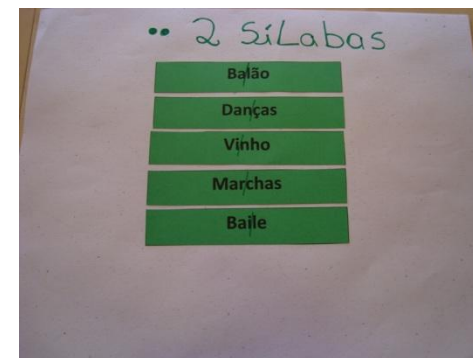 •• 2 SíLabas
Balão
Danças
Vinho
Marchas
Baile